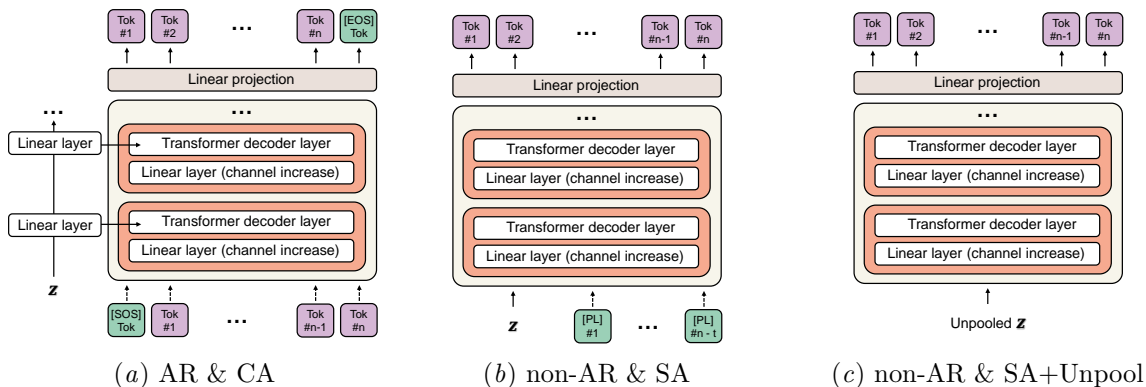 Tok #1
Tok #2
...
Tok #n
[EOS] Tok
Linear projection
...
Transformer decoder layer
Linear layer (channel increase)
Transformer decoder layer
Linear layer (channel increase)
...
Linear layer
Linear layer
z
[SOS] Tok
Tok #1
...
Tok #n-1
Tok #n
(a) AR & CA
Tok #1
Tok #2
...
Tok #n-1
Tok #n
Linear projection
...
Transformer decoder layer
Linear layer (channel increase)
Transformer decoder layer
Linear layer (channel increase)
z
[PL] #1
...
[PL] #n - t
(b) non-AR & SA
Tok #1
Tok #2
...
Tok #n-1
Tok #n
Linear projection
...
Transformer decoder layer
Linear layer (channel increase)
Transformer decoder layer
Linear layer (channel increase)
Unpooled z
(c) non-AR & SA+Unpool